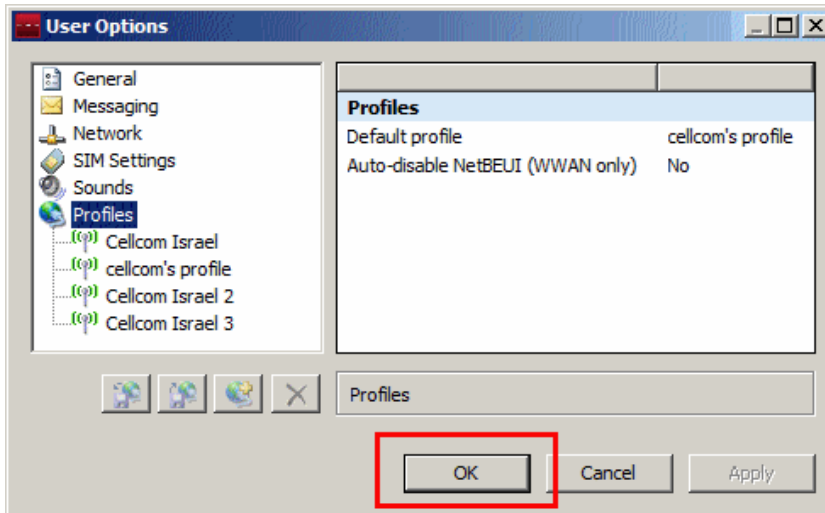 User Options
General
Messaging
Network
SIM Settings
Sounds
Profiles
Cellcom Israel
cellcom's profile
Cellcom Israel 2
Cellcom Israel 3
Profiles
Default profile cellcom's profile
Auto-disable NetBEUI (WWAN only) No
Profiles
OK Cancel Apply